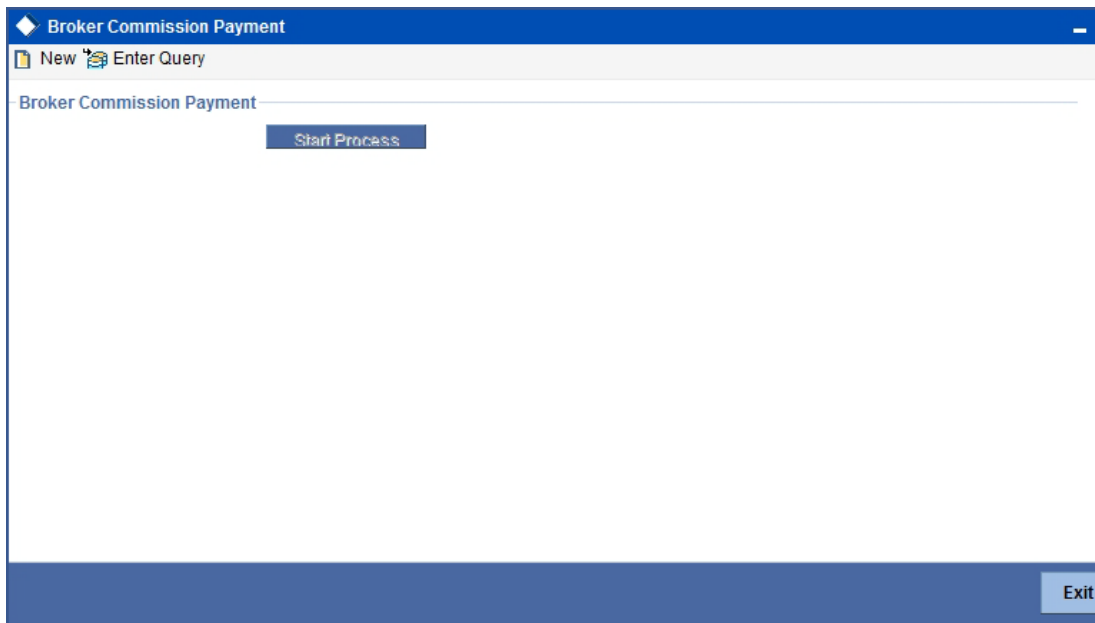 Broker Commission Payment
New Enter Query
Broker Commission Payment
Start Process
Exit